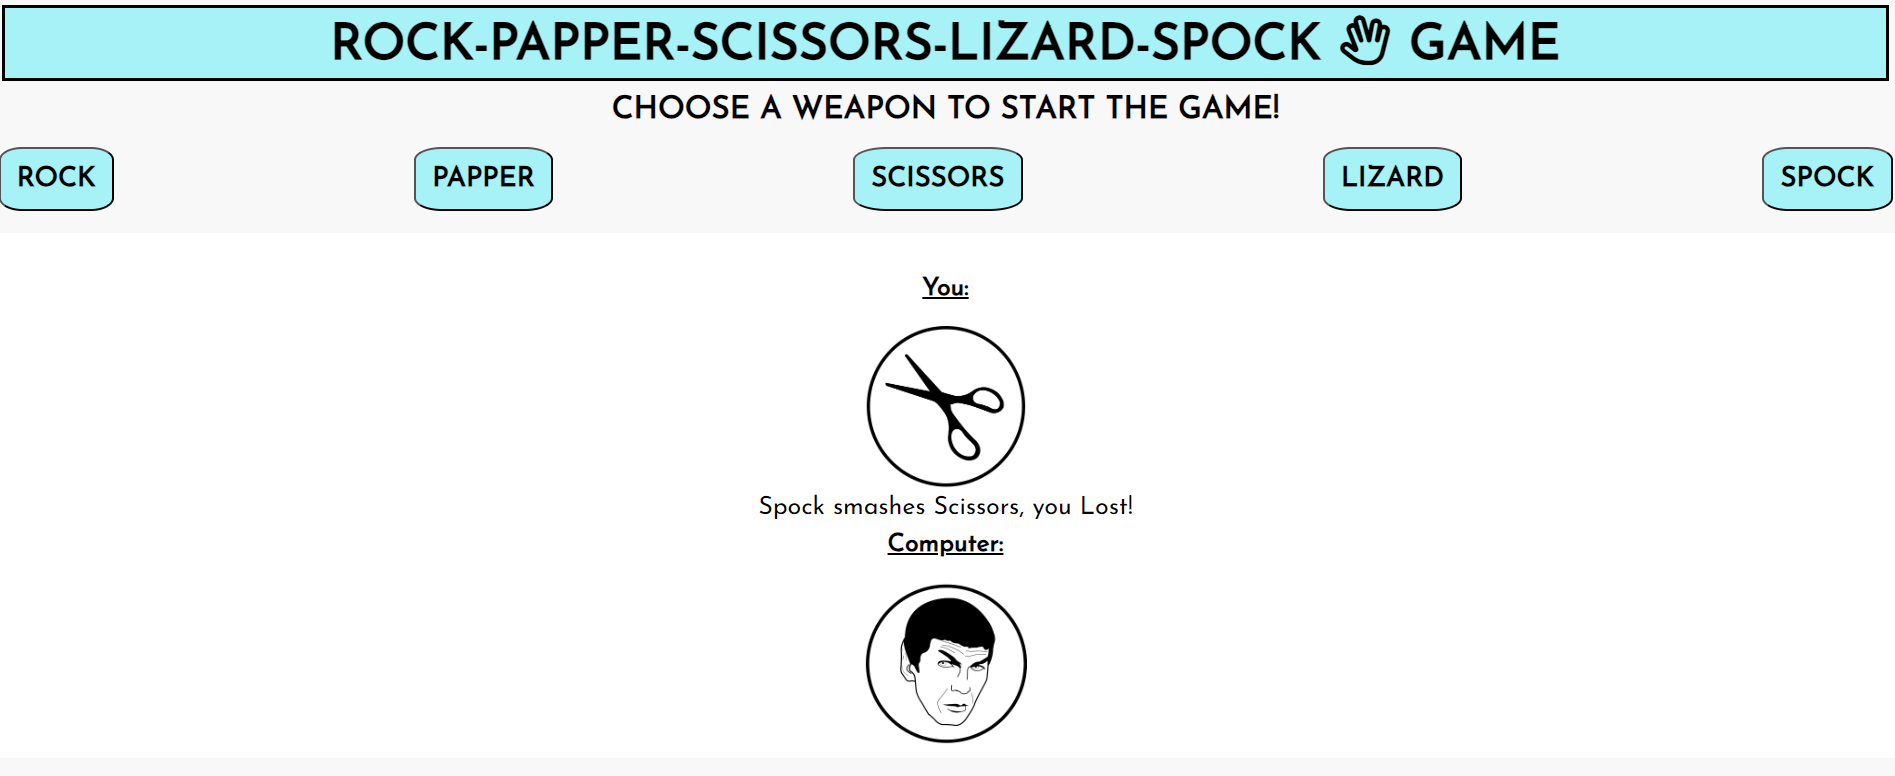 ROCK-PAPPER-SCISSORS-LIZARD-SPOCK GAME
CHOOSE A WEAPON TO START THE GAME!
ROCK PAPPER SCISSORS LIZARD SPOCK
You:
Spock smashes Scissors, you Lost!
Computer: